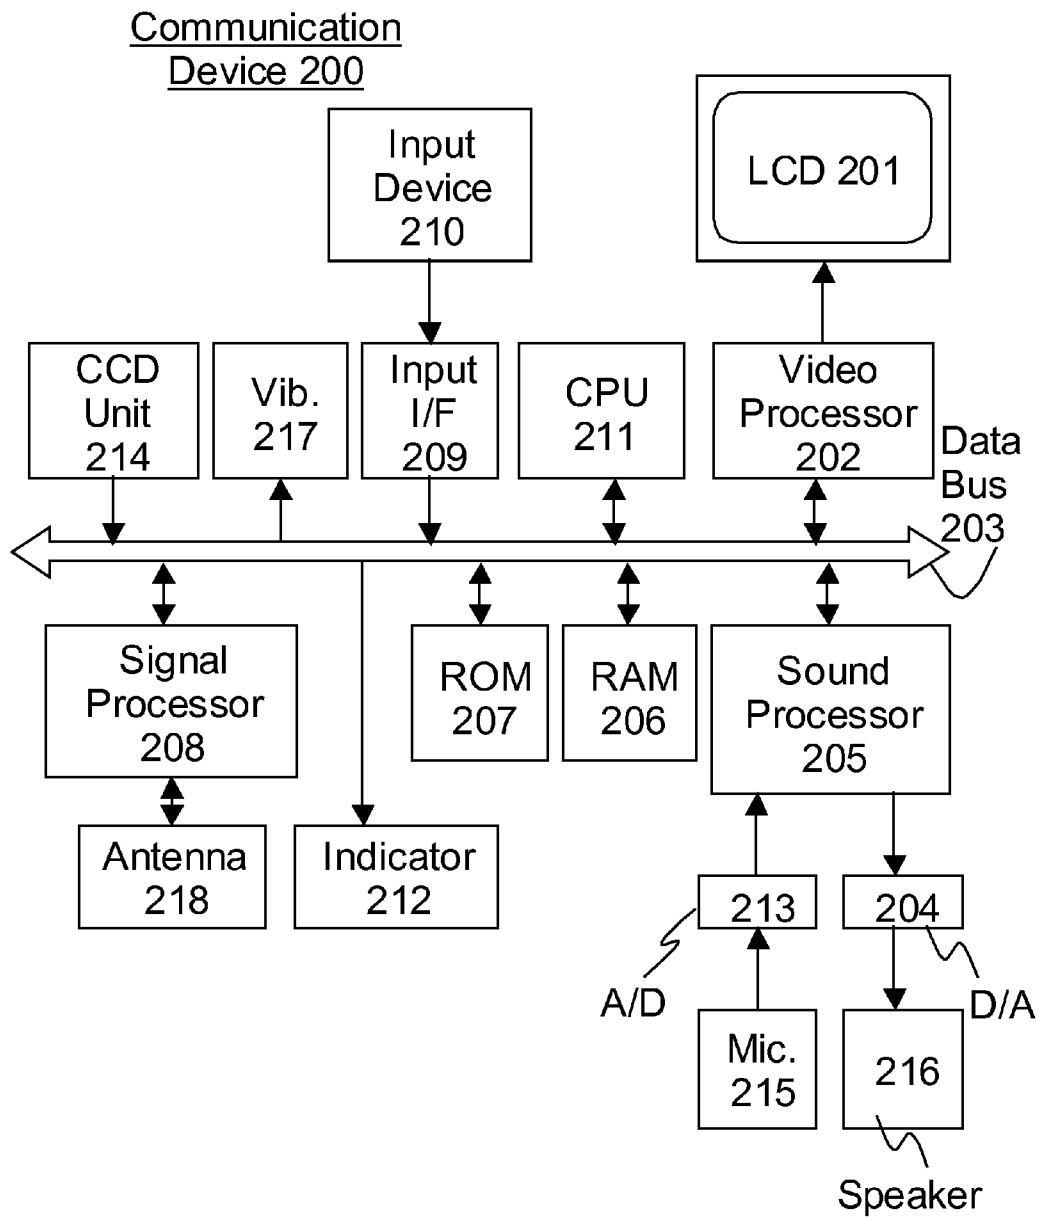 Communication
Device 200
Input
Device
210
LCD 201
CCD
Unit
214
Vib.
217
Input
I/F
209
CPU
211
Video
Processor
202
Data
Bus
203
Signal
Processor
208
ROM
207
RAM
206
Sound
Processor
205
Antenna
218
Indicator
212
213
204
A/D
D/A
Mic.
215
216
Speaker